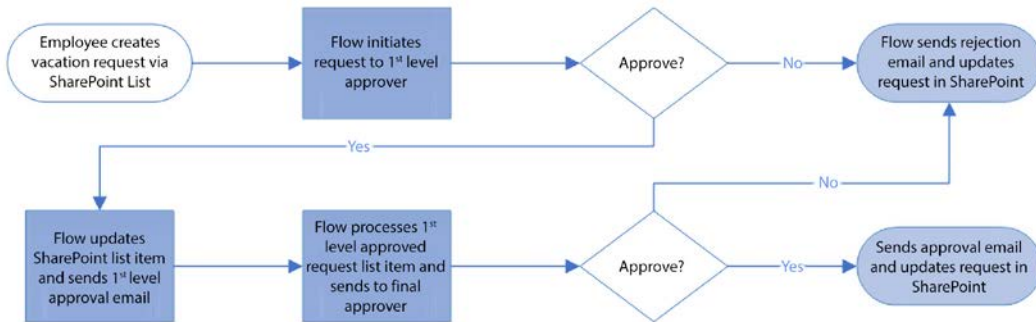 Employee creates
vacation request via
SharePoint List
Flow initiates
request to 1st level
approver
Approve?
No
Flow sends rejection
email and updates
request in SharePoint
Yes
No
Flow updates
SharePoint list item
and sends 1st level
approval email
Flow processes 1st
level approved
request list item and
sends to final
approver
Approve?
Yes
Sends approval email
and updates request in
SharePoint